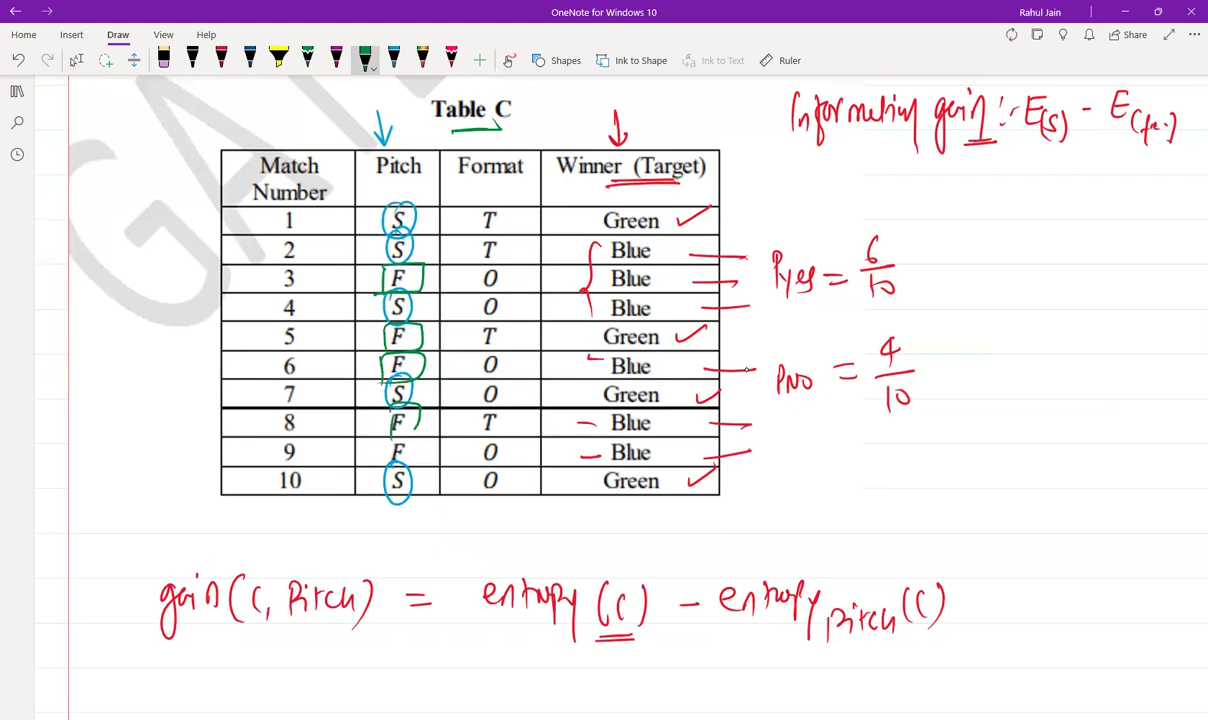 OneNote for Windows 10
Rahul Jain
Home Insert Draw View Help
Share
Shapes Ink to Shape Ink to Text Ruler
Table C
Information gain :- E(S) - E
Match Number Pitch Format Winner (Target)
1 S T Green
2 S T Blue
3 F O Blue
4 S O Blue
5 F T Green
6 F O Blue
7 S O Green
8 F T Blue
9 F O Blue
10 S O Green
Pyes = 6/10
PNO = 4/10
gain(C, Pitch) = entropy (C) - entropy pitch (C)